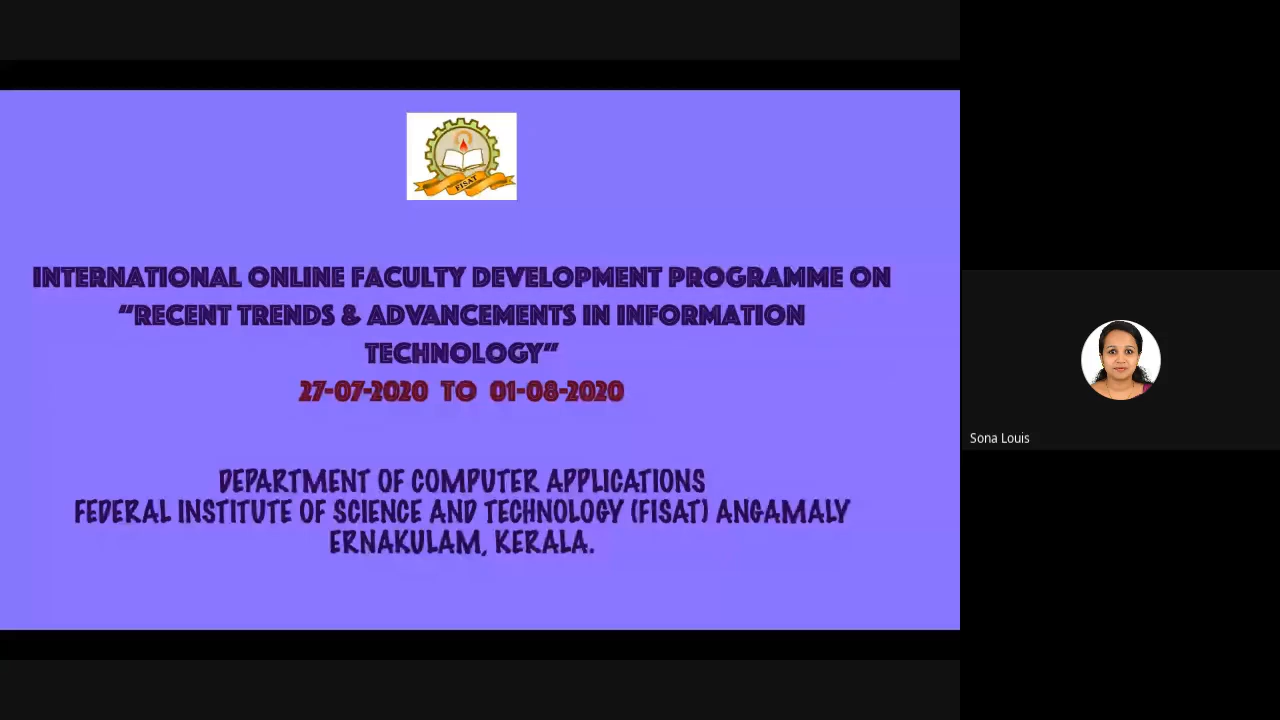 FISAT
INTERNATIONAL ONLINE FACULTY DEVELOPMENT PROGRAMME ON
“RECENT TRENDS & ADVANCEMENTS IN INFORMATION
TECHNOLOGY”
27-07-2020 TO 01-08-2020
DEPARTMENT OF COMPUTER APPLICATIONS
FEDERAL INSTITUTE OF SCIENCE AND TECHNOLOGY (FISAT) ANGAMALY
ERNAKULAM, KERALA.
Sona Louis